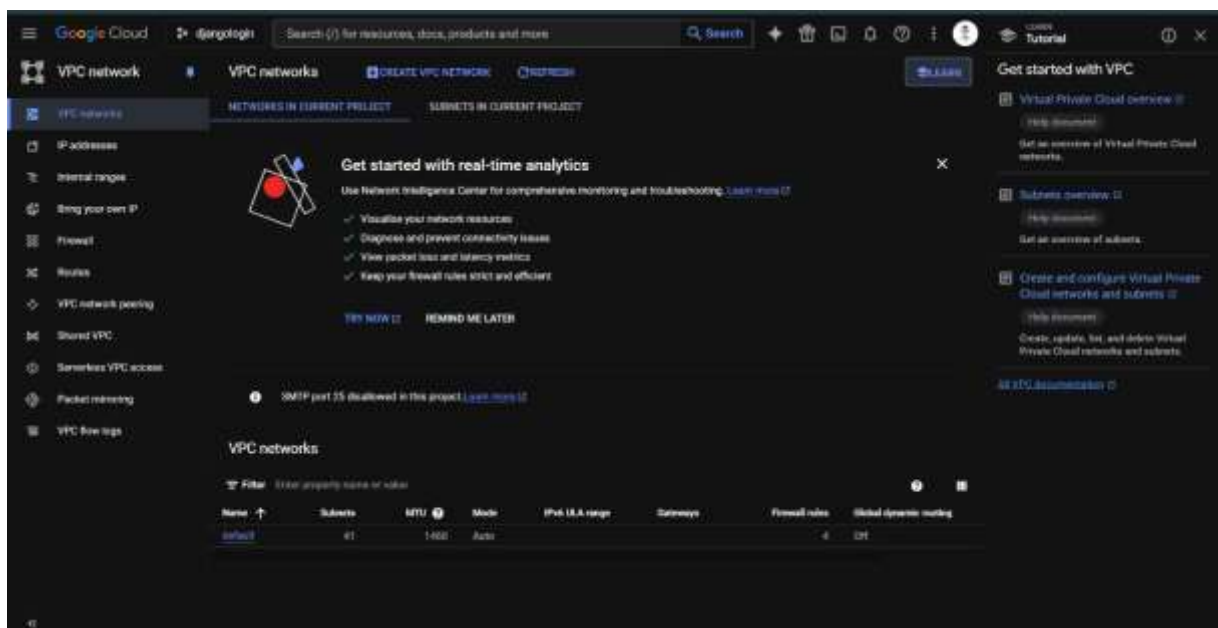 Google Cloud
djangologin
Search (/) for resources, docs, products and more
Search
VPC network
VPC networks
IP addresses
Internal ranges
Bring your own IP
Firewall
Routes
VPC network peering
Shared VPC
Serverless VPC access
Packet mirroring
VPC flow logs
VPC networks
CREATE VPC NETWORK
REFRESH
LEARN
NETWORKS IN CURRENT PROJECT
SUBNETS IN CURRENT PROJECT
Get started with real-time analytics
Use Network Intelligence Center for comprehensive monitoring and troubleshooting. Learn more
Visualise your network resources
Diagnose and prevent connectivity issues
View packet loss and latency metrics
Keep your firewall rules strict and efficient
TRY NOW
REMIND ME LATER
SMTP port 25 disallowed in this project. Learn more
VPC networks
Filter Enter property name or value
Name Subnets MTU Mode IPv6 ULA range Gateways Firewall rules Global dynamic routing
default 41 1460 Auto 4 Off
LEARN
Tutorial
Get started with VPC
Virtual Private Cloud overview
Help document
Get an overview of Virtual Private Cloud
networks.
Subnets overview
Help document
Get an overview of subnets.
Create and configure Virtual Private
Cloud networks and subnets
Help document
Create, update, list, and delete Virtual
Private Cloud networks and subnets.
All VPC documentation